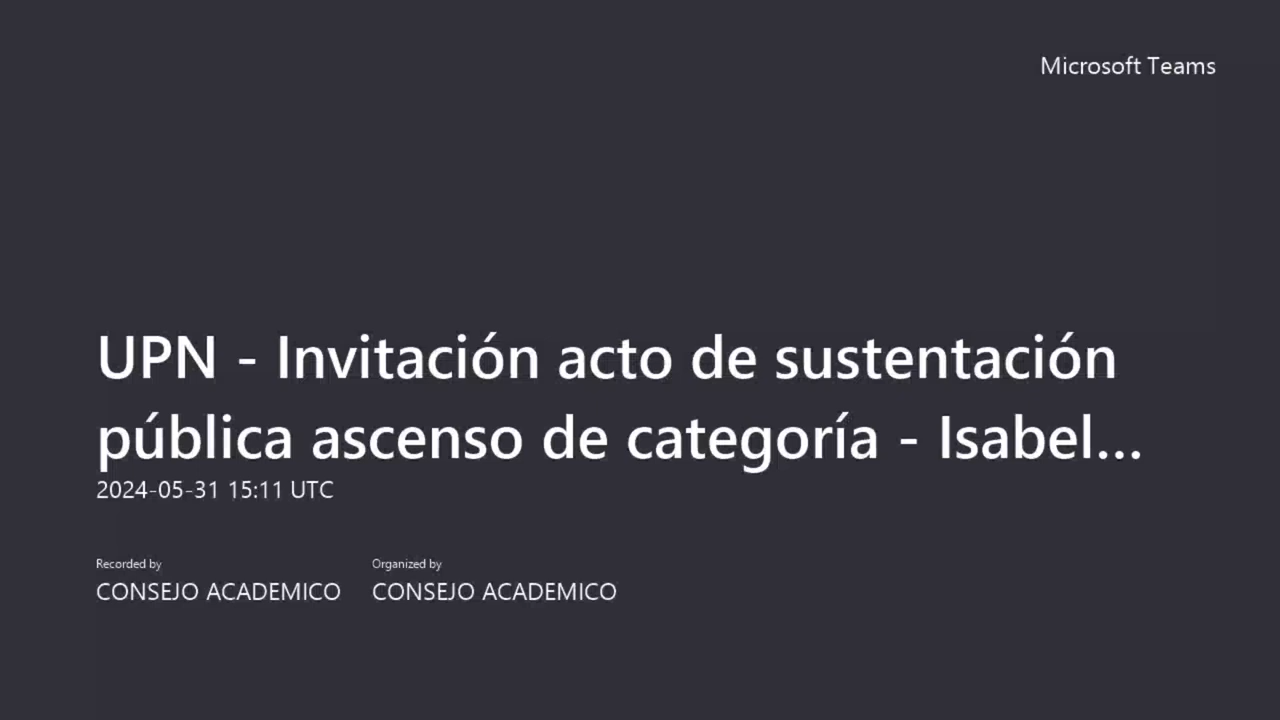 Microsoft Teams
UPN - Invitación acto de sustentación
pública ascenso de categoría - Isabel...
2024-05-31 15:11 UTC
Recorded by
CONSEJO ACADEMICO
Organized by
CONSEJO ACADEMICO